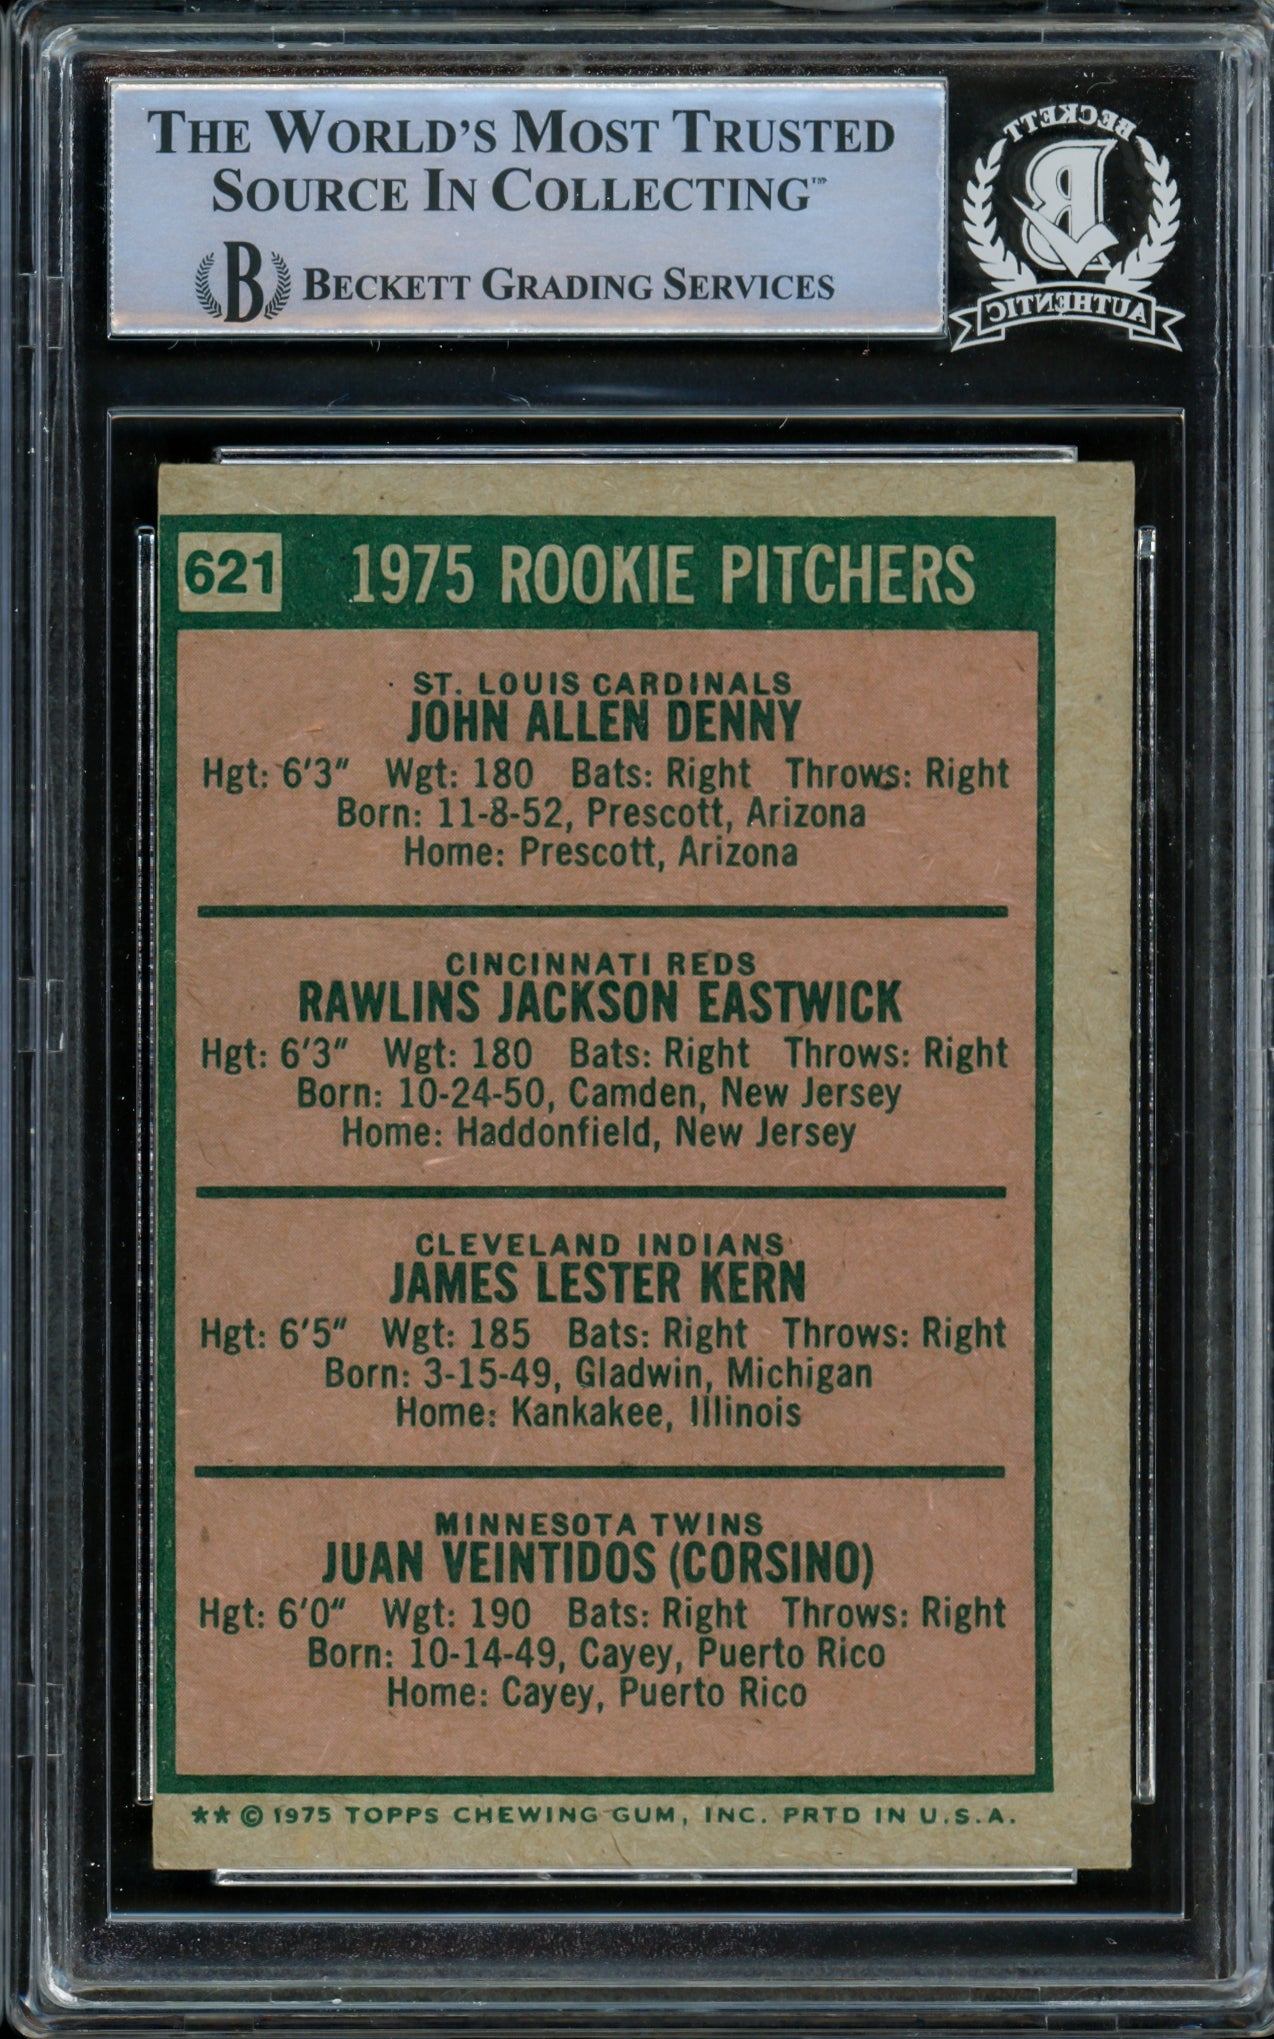 THE WORLD'S MOST TRUSTED
SOURCE IN COLLECTING™
B BECKETT GRADING SERVICES
BECKETT
B
AUTHENTIC
621 1975 ROOKIE PITCHERS
ST. LOUIS CARDINALS
JOHN ALLEN DENNY
Hgt: 6'3" Wgt: 180 Bats: Right Throws: Right
Born: 11-8-52, Prescott, Arizona
Home: Prescott, Arizona
CINCINNATI REDS
RAWLINS JACKSON EASTWICK
Hgt: 6'3" Wgt: 180 Bats: Right Throws: Right
Born: 10-24-50, Camden, New Jersey
Home: Haddonfield, New Jersey
CLEVELAND INDIANS
JAMES LESTER KERN
Hgt: 6'5" Wgt: 185 Bats: Right Throws: Right
Born: 3-15-49, Gladwin, Michigan
Home: Kankakee, Illinois
MINNESOTA TWINS
JUAN VEINTIDOS (CORSINO)
Hgt: 6'0" Wgt: 190 Bats: Right Throws: Right
Born: 10-14-49, Cayey, Puerto Rico
Home: Cayey, Puerto Rico
** © 1975 TOPPS CHEWING GUM, INC. PRTD IN U.S.A.